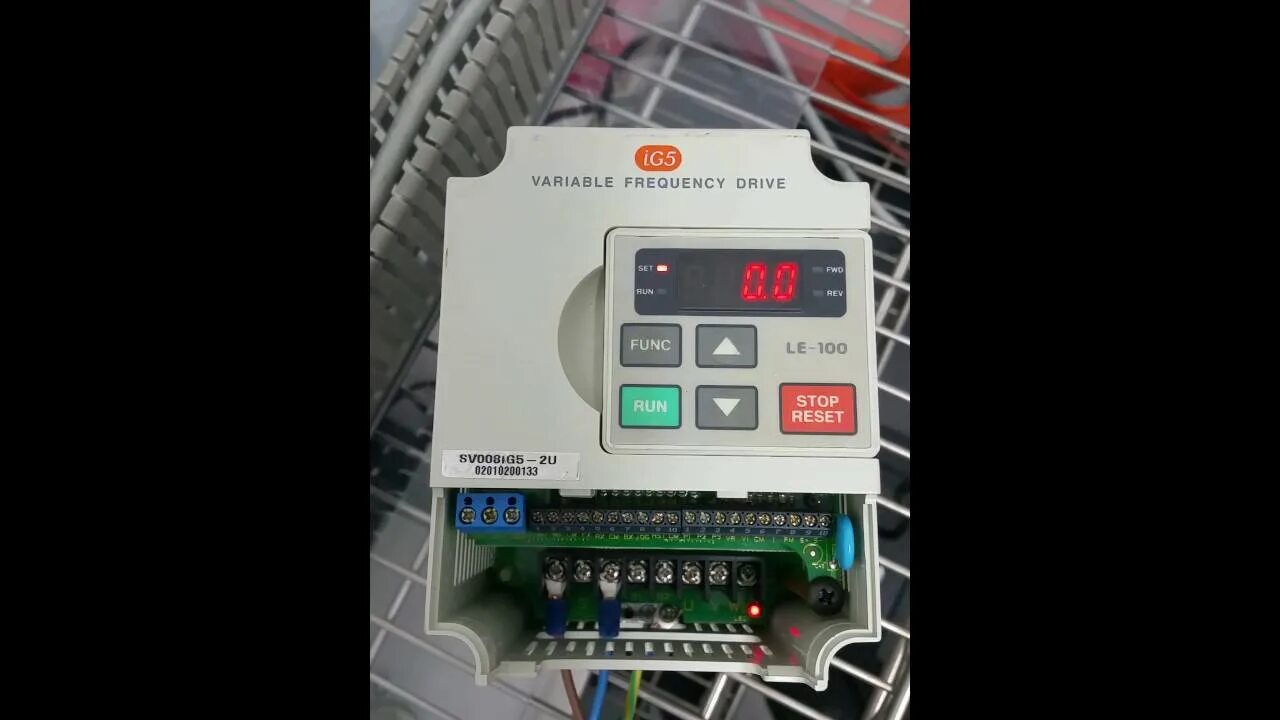 iG5
VARIABLE FREQUENCY DRIVE
SET
0.0
FWD
RUN
REV
FUNC
LE-100
RUN
STOP
RESET
SV008iG5-2U
02010200133